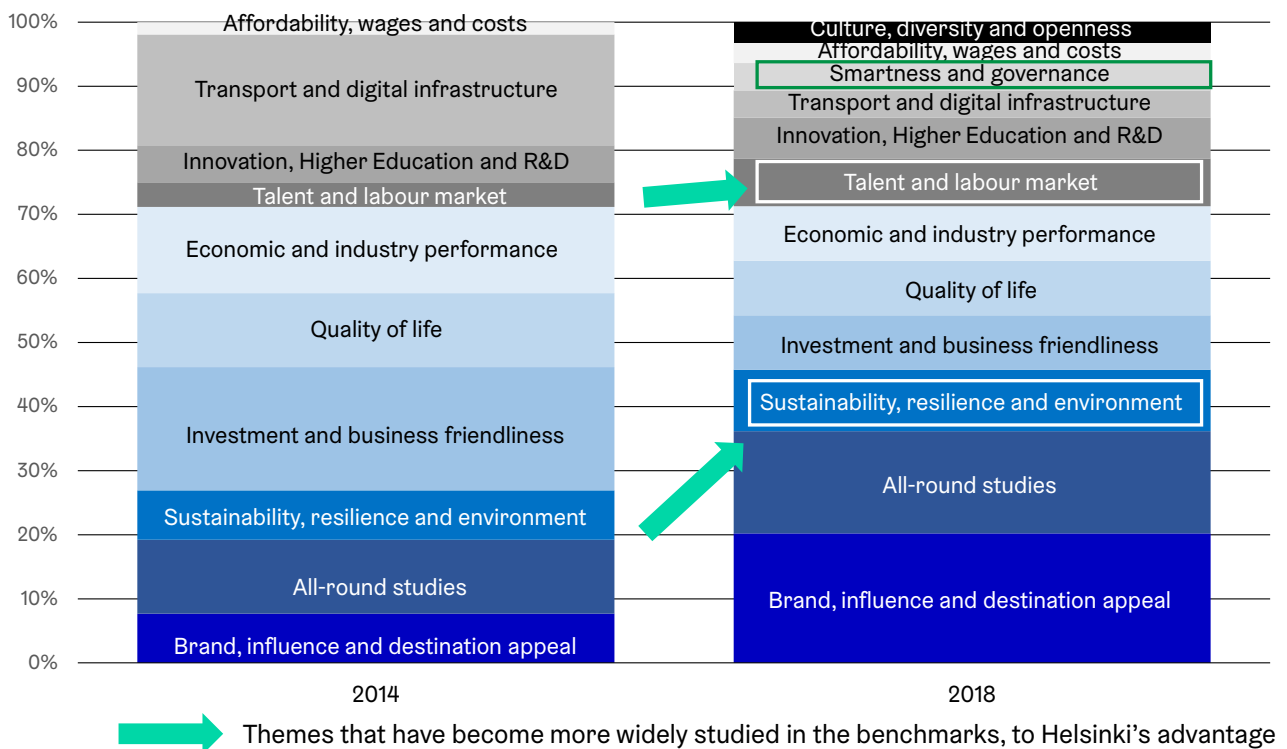 100%
90%
80%
70%
60%
50%
40%
30%
20%
10%
0%
Affordability, wages and costs
Transport and digital infrastructure
Innovation, Higher Education and R&D
Talent and labour market
Economic and industry performance
Quality of life
Investment and business friendliness
Sustainability, resilience and environment
All-round studies
Brand, influence and destination appeal
2014
Culture, diversity and openness
Affordability, wages and costs
Smartness and governance
Transport and digital infrastructure
Innovation, Higher Education and R&D
Talent and labour market
Economic and industry performance
Quality of life
Investment and business friendliness
Sustainability, resilience and environment
All-round studies
Brand, influence and destination appeal
2018
Themes that have become more widely studied in the benchmarks, to Helsinki's advantage